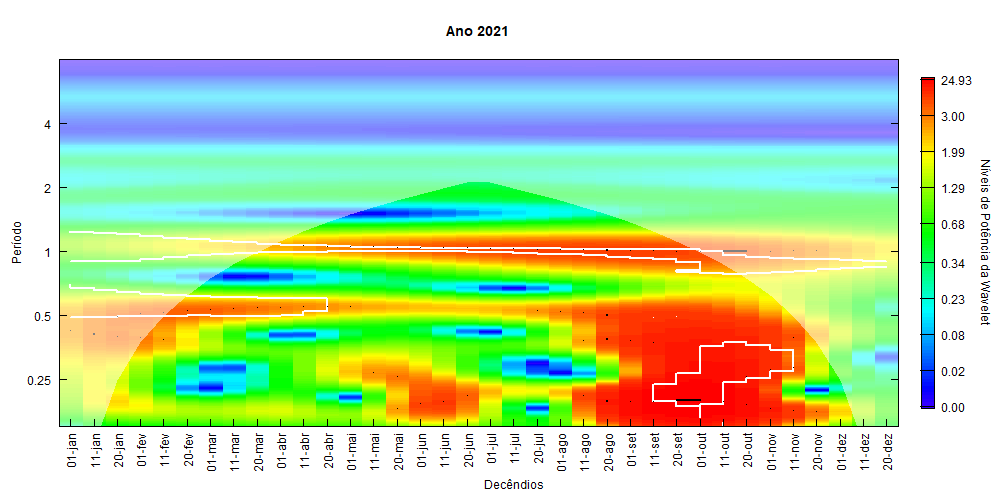 Ano 2021
Período
4
2
1
0.5
0.25
01-jan
11-jan
20-jan
01-fev
11-fev
20-fev
01-mar
11-mar
20-mar
01-abr
11-abr
20-abr
01-mai
11-mai
20-mai
01-jun
11-jun
20-jun
01-jul
11-jul
20-jul
01-ago
11-ago
20-ago
01-set
11-set
20-set
01-out
11-out
20-out
01-nov
11-nov
20-nov
01-dez
11-dez
20-dez
Decêndios
24.93
3.00
1.99
1.29
0.68
0.34
0.23
0.08
0.02
0.00
Níveis de Potência da Wavelet